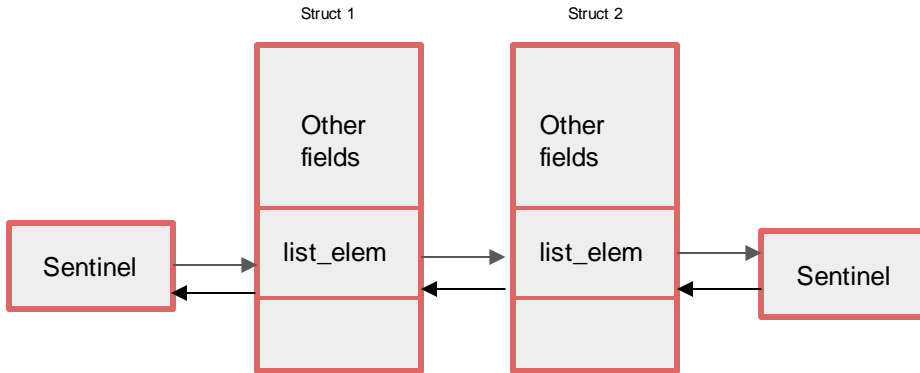 Struct 1
Struct 2
Other
fields
Other
fields
list_elem
list_elem
Sentinel
Sentinel